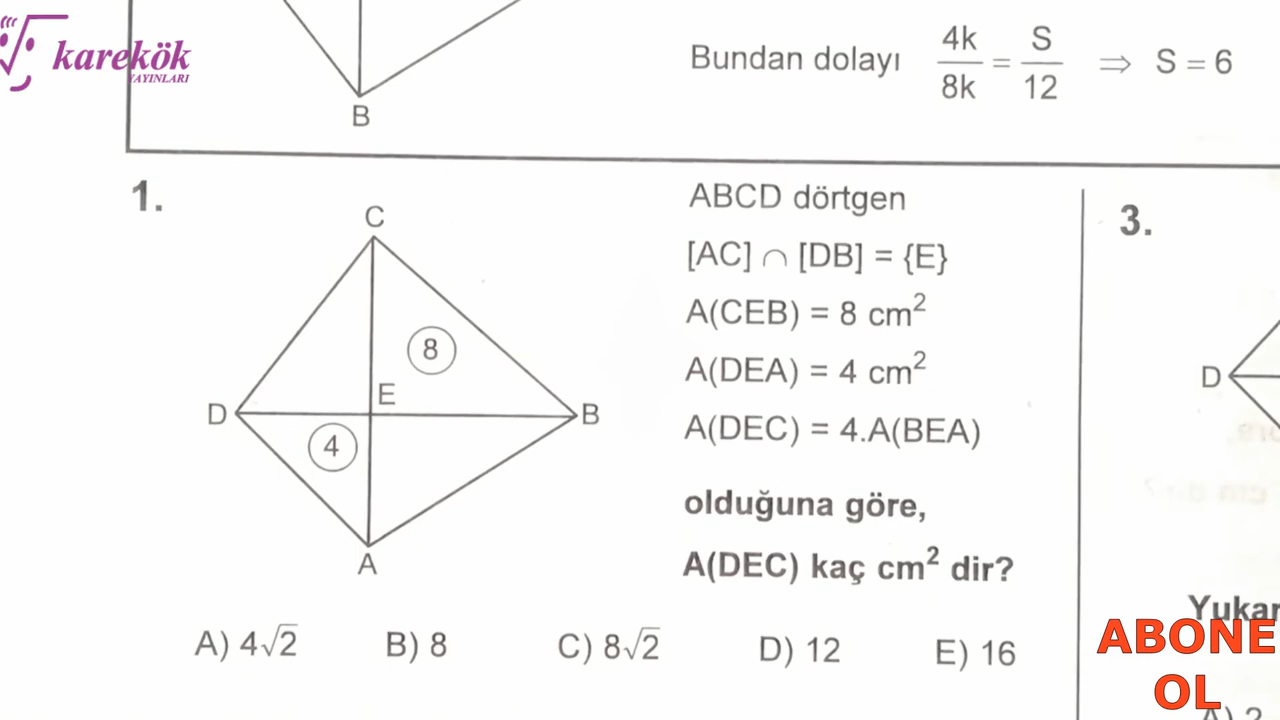 karekök
YAYINLARI
B
Bundan dolayı 4k/8k = S/12 ⇒ S = 6
1.
C
8
E
D
B
4
A
ABCD dörtgen
[AC] ∩ [DB] = {E}
A(CEB) = 8 cm²
A(DEA) = 4 cm²
A(DEC) = 4.A(BEA)
olduğuna göre,
A(DEC) kaç cm² dir?
A) 4√2 B) 8 C) 8√2 D) 12 E) 16
3.
D
Yukar
ABONE
OL